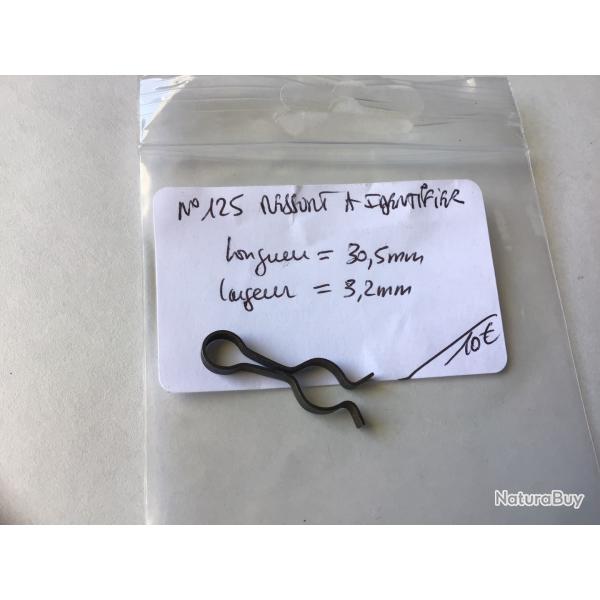 N° 125 RESSORT A IDENTIFIER
Longueur = 30,5mm
Largeur = 3,2mm
10€
NaturaBuy